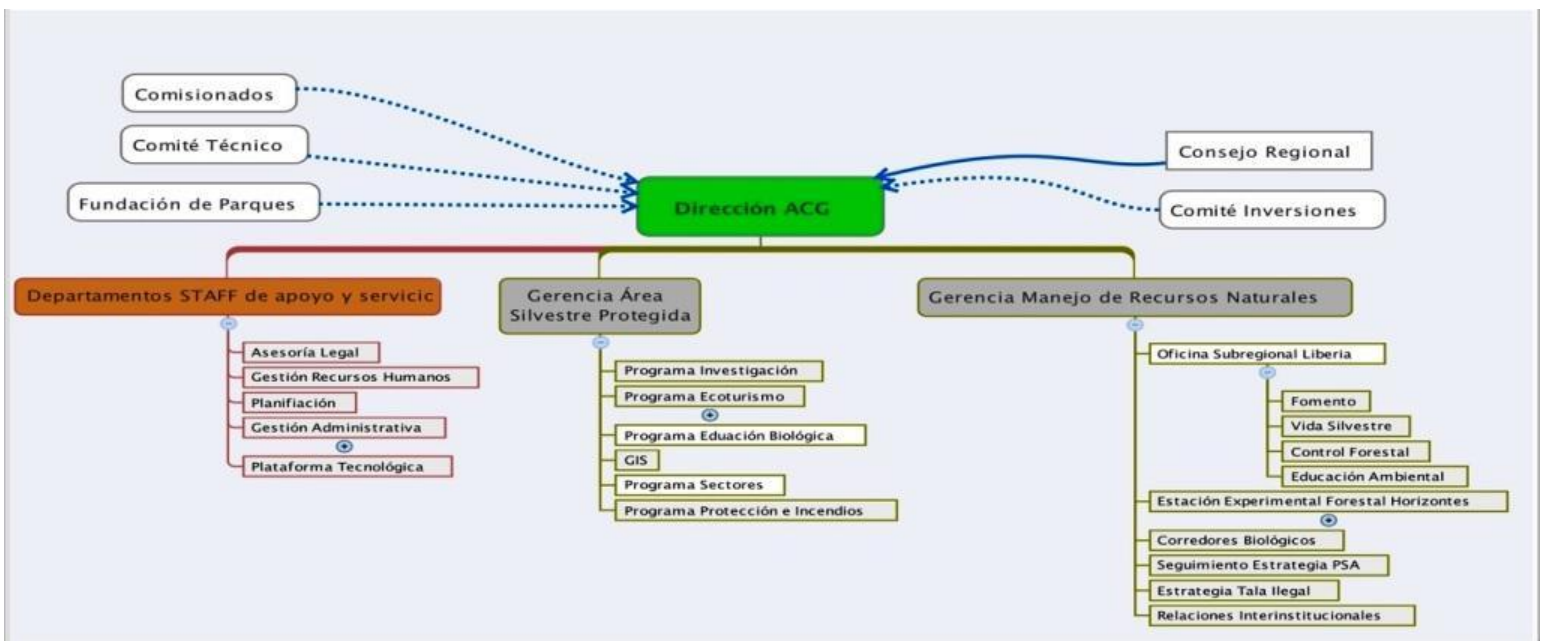 Comisionados
Comité Técnico
Fundación de Parques
Consejo Regional
Comité Inversiones
Dirección ACG
Departamentos STAFF de apoyo y servicic
Asesoría Legal
Gestión Recursos Humanos
Planifiación
Gestión Administrativa
Plataforma Tecnológica
Gerencia Área
Silvestre Protegida
Programa Investigación
Programa Ecoturismo
Programa Eduación Biológica
GIS
Programa Sectores
Programa Protección e Incendios
Gerencia Manejo de Recursos Naturales
Oficina Subregional Liberia
Fomento
Vida Silvestre
Control Forestal
Educación Ambiental
Estación Experimental Forestal Horizontes
Corredores Biológicos
Seguimiento Estrategia PSA
Estrategia Tala Ilegal
Relaciones Interinstitucionales